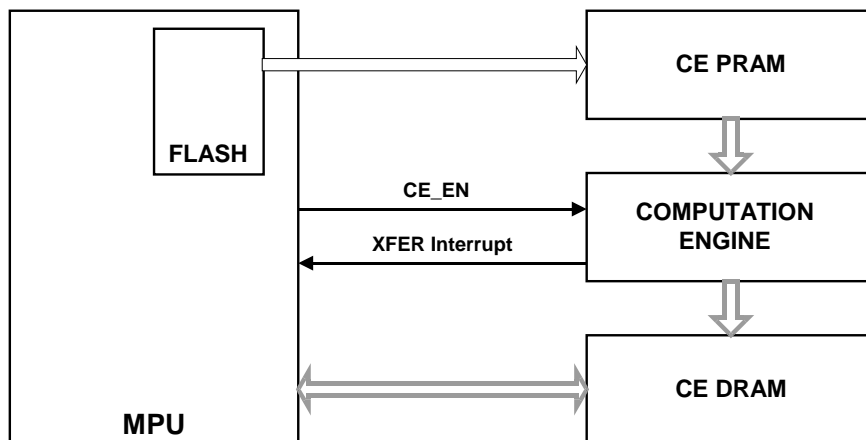 CE PRAM
FLASH
CE_EN
COMPUTATION
ENGINE
XFER Interrupt
CE DRAM
MPU